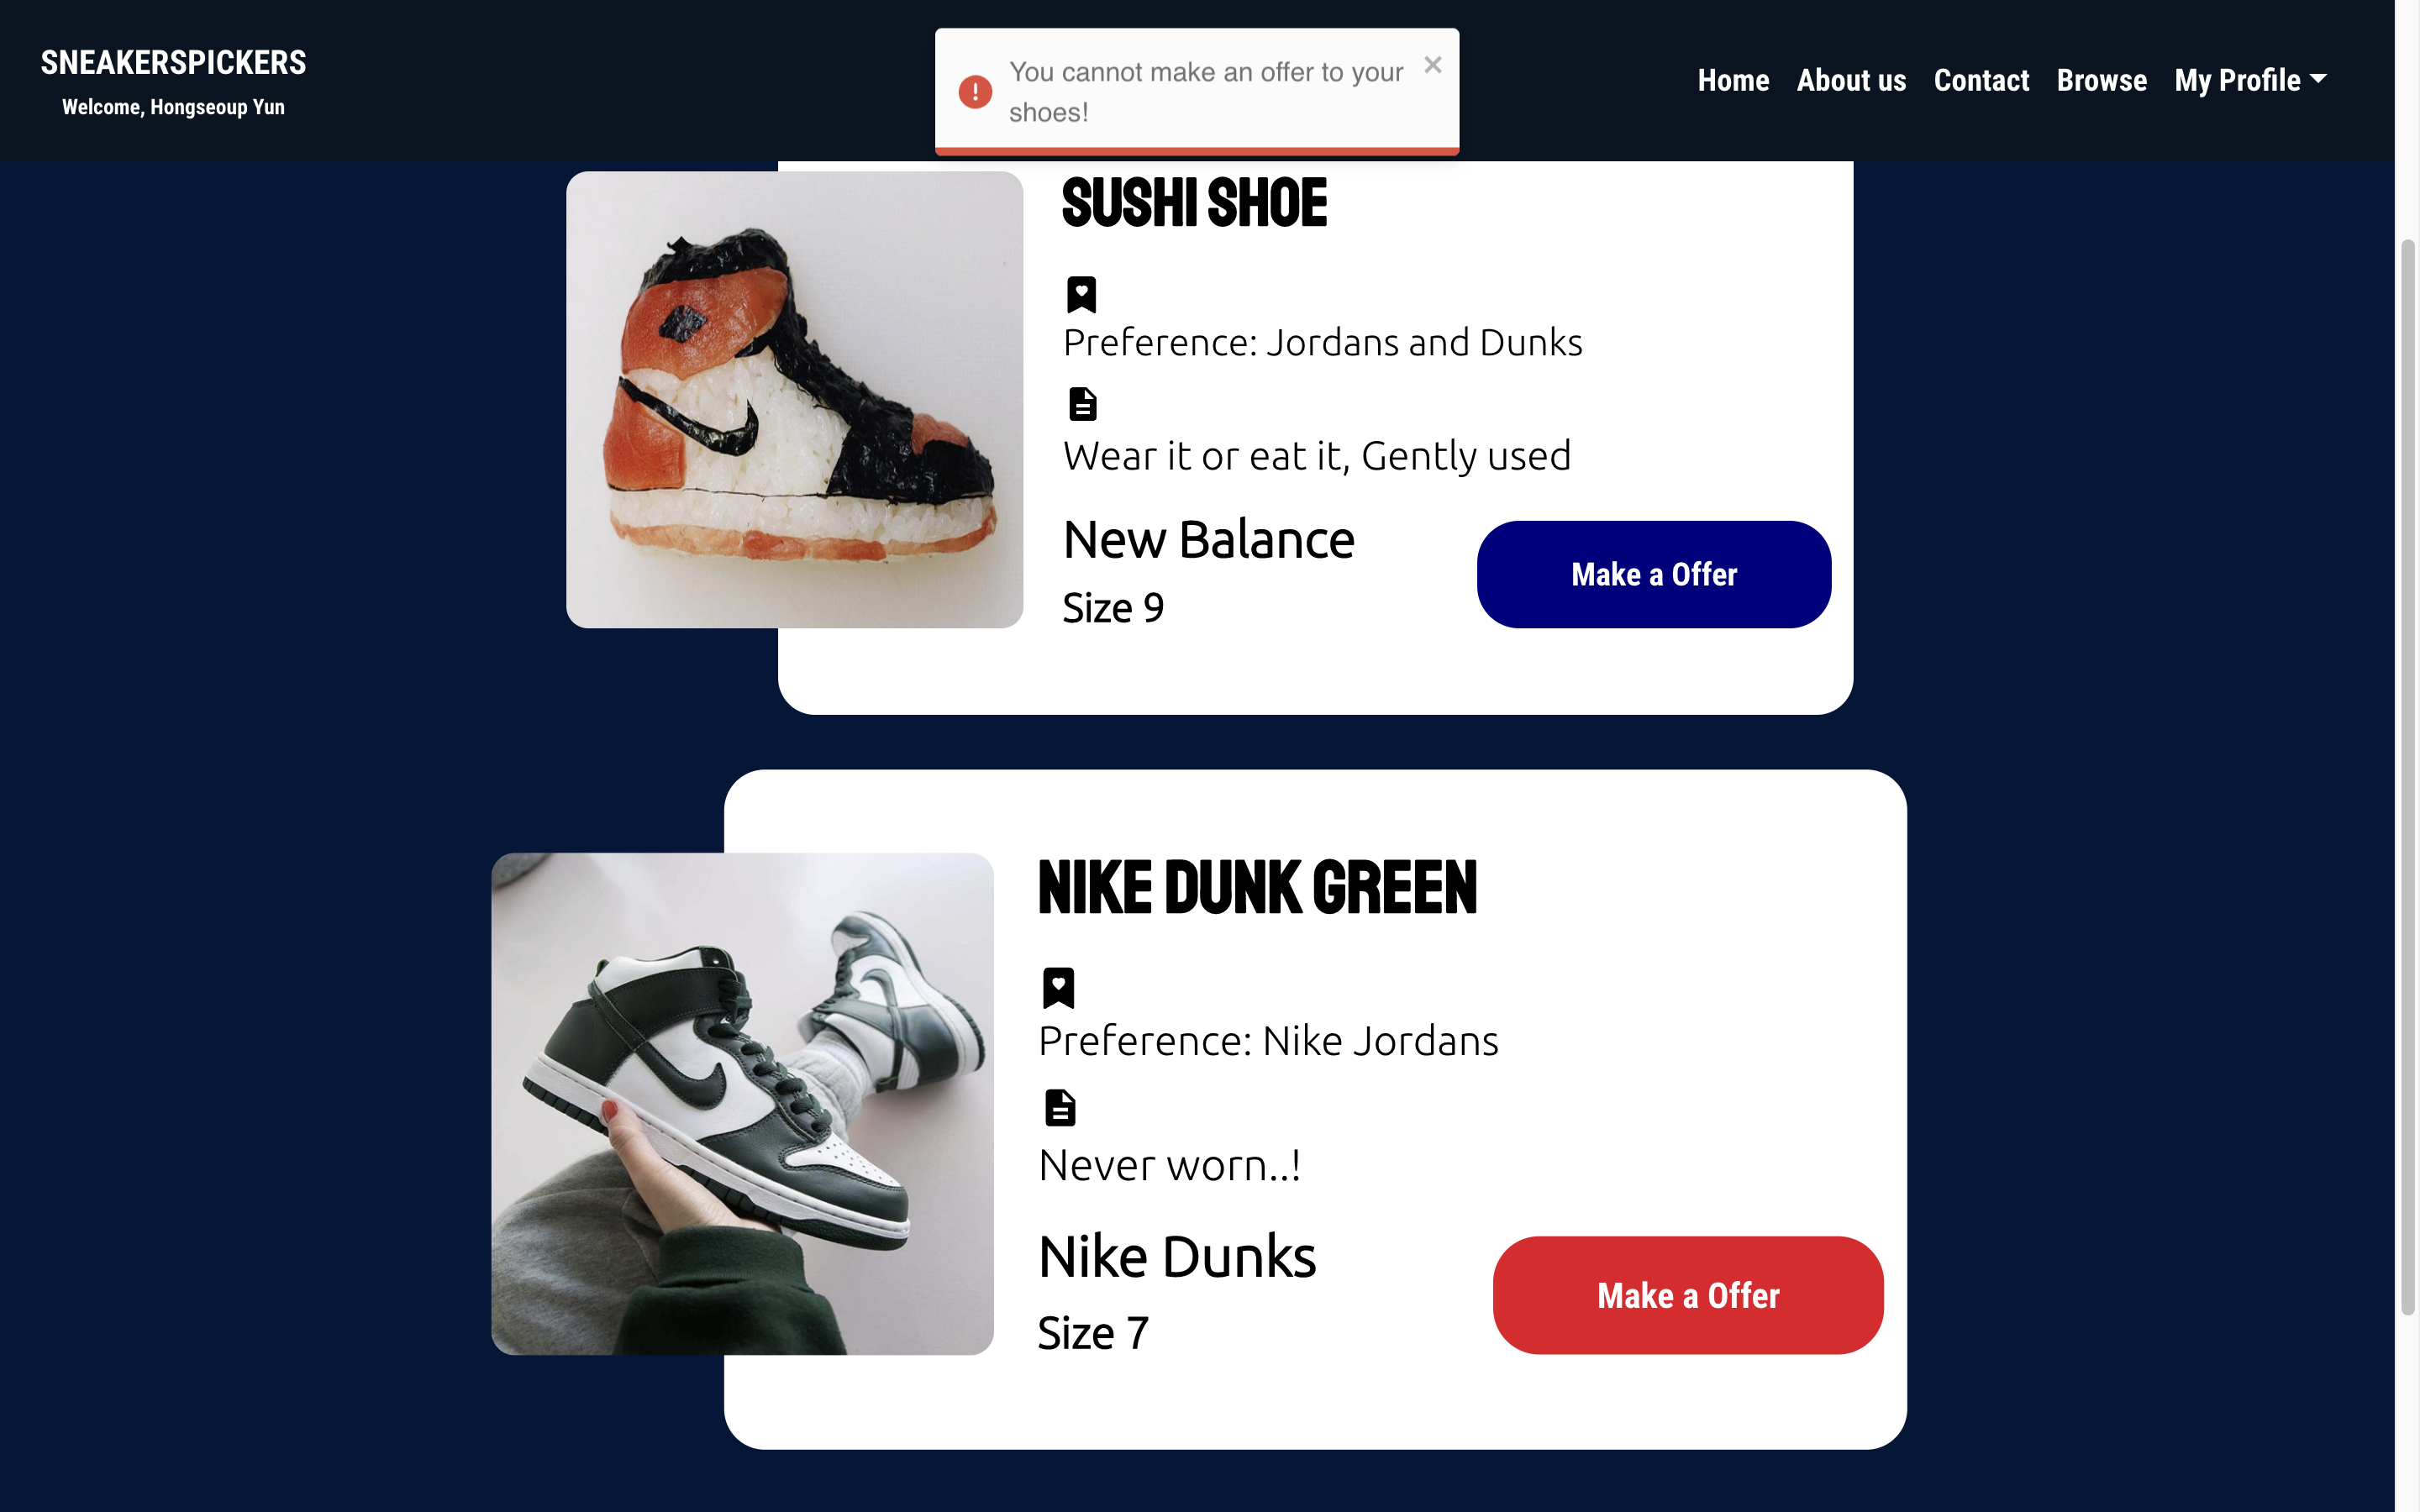 SNEAKERSPICKERS
Welcome, Hongseoup Yun
You cannot make an offer to your
shoes!
Home About us Contact Browse My Profile
SUSHI SHOE
Preference: Jordans and Dunks
Wear it or eat it, Gently used
New Balance
Size 9
Make a Offer
NIKE DUNK GREEN
Preference: Nike Jordans
Never worn..!
Nike Dunks
Size 7
Make a Offer